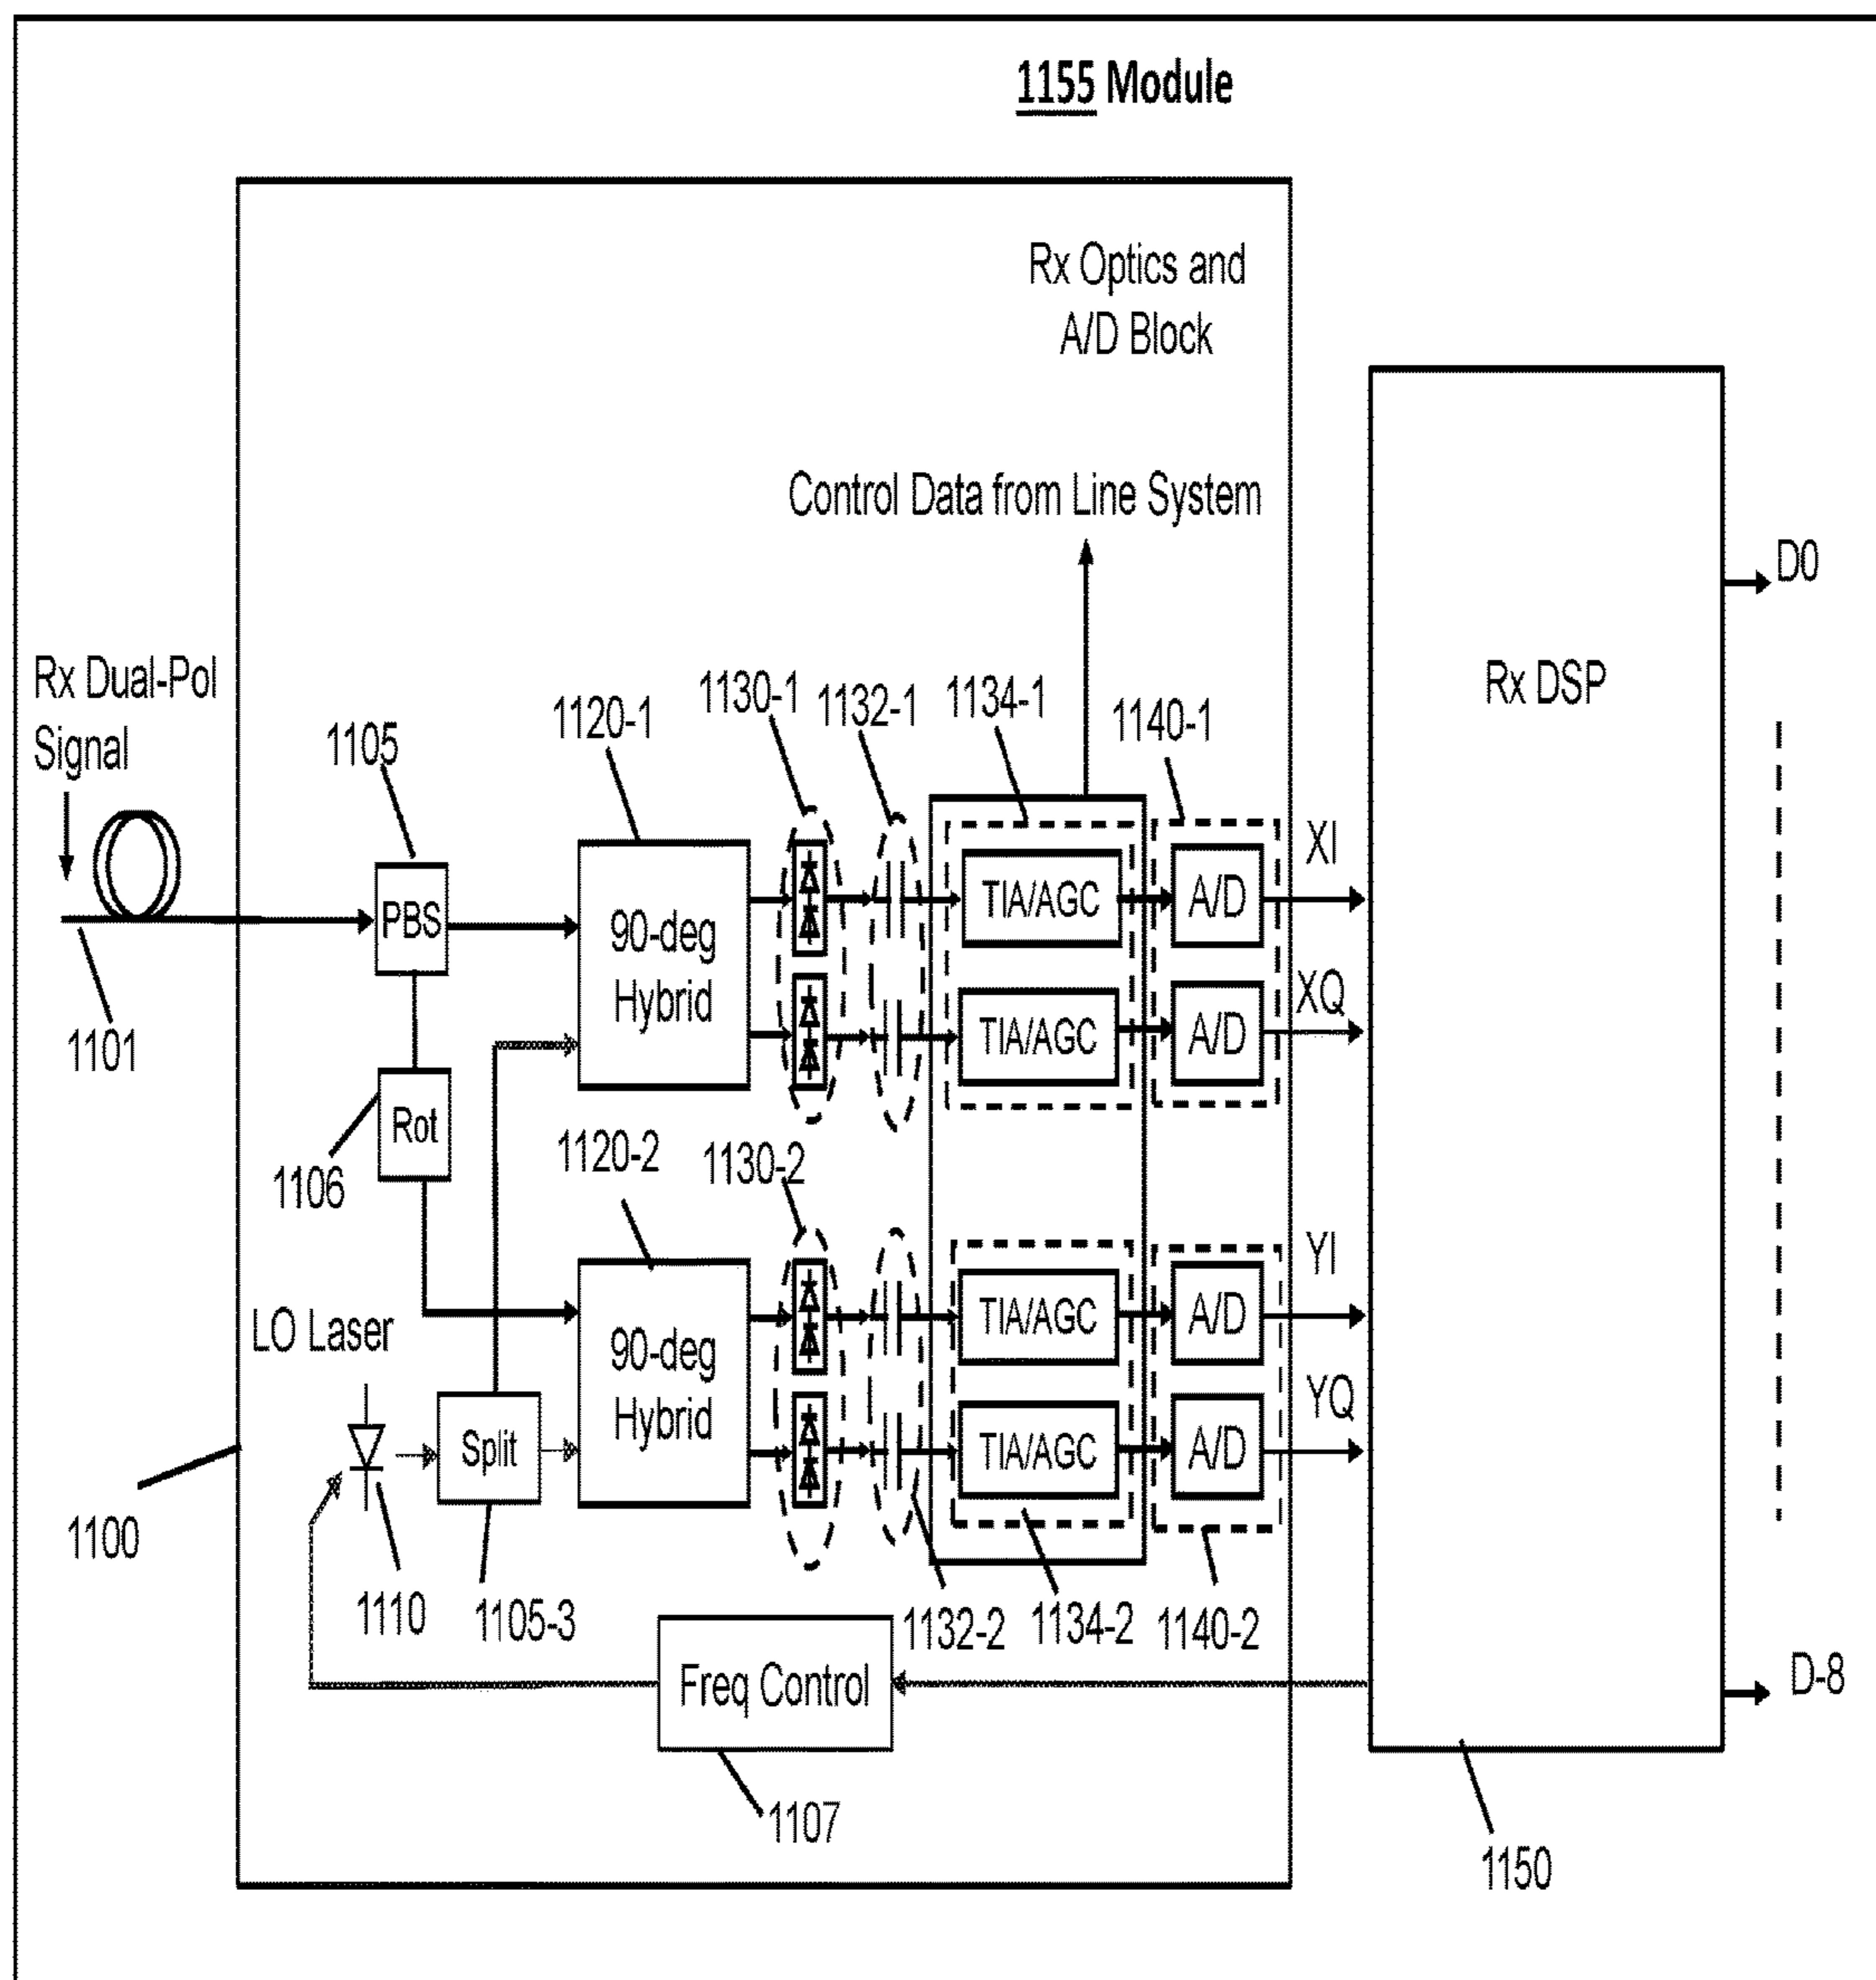 1155 Module
Rx Optics and
A/D Block
Control Data from Line System
D0
Rx Dual-Pol
Signal
Rx DSP
1105
1120-1
1130-1
1132-1
1134-1
1140-1
XI
PBS
90-deg
Hybrid
TIA/AGC
A/D
XQ
TIA/AGC
A/D
1101
Rot
1106
1120-2
1130-2
YI
LO Laser
90-deg
Hybrid
TIA/AGC
A/D
YQ
Split
TIA/AGC
A/D
1100
1110
1105-3
1132-2
1134-2
1140-2
Freq Control
D-8
1107
1150